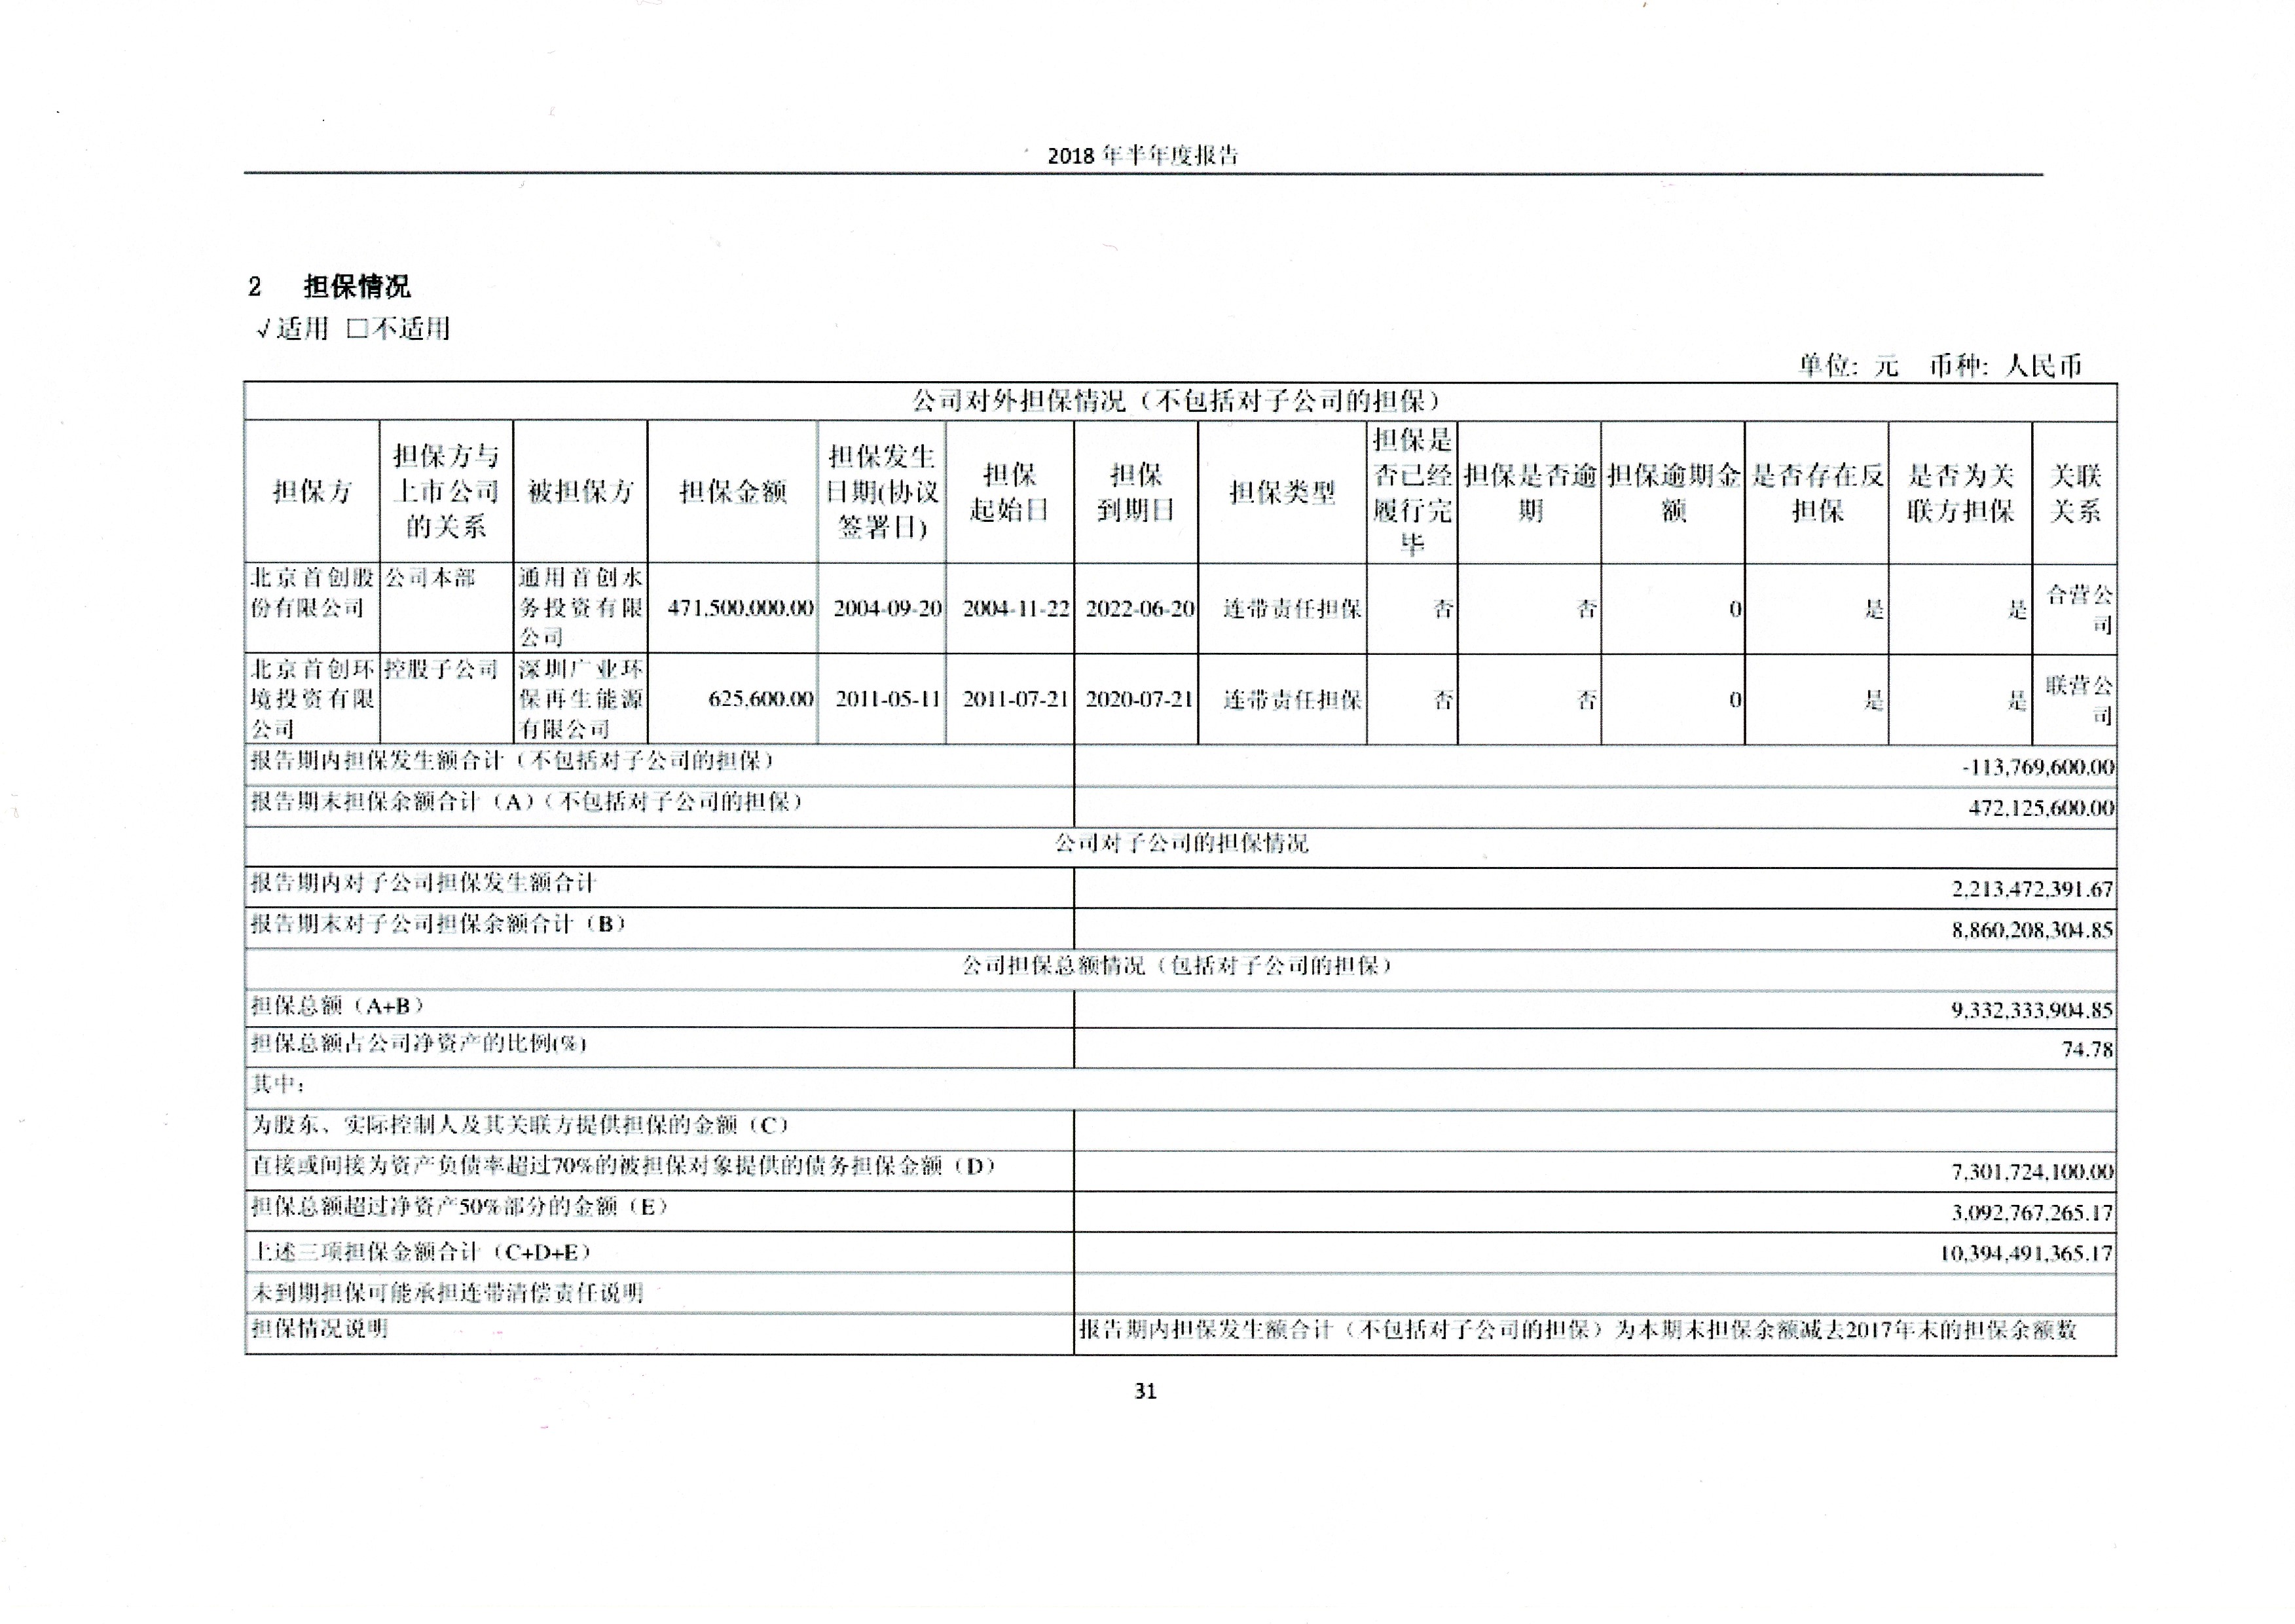 2018 年半年度报告
2 担保情况
√适用 □不适用
单位: 元 币种: 人民币
公司对外担保情况（不包括对子公司的担保）
担保方 担保方与上市公司的关系 被担保方 担保金额 担保发生日期(协议签署日) 担保起始日 担保到期日 担保类型 担保是否已经履行完毕 担保是否逾期 担保逾期金额 是否存在反担保 是否为关联方担保 关联关系
北京首创股份有限公司 公司本部 通用首创水务投资有限公司 471,500,000.00 2004-09-20 2004-11-22 2022-06-20 连带责任担保 否 否 0 是 是 合营公司
北京首创环境投资有限公司 控股子公司 深圳广业环保再生能源有限公司 625,600.00 2011-05-11 2011-07-21 2020-07-21 连带责任担保 否 否 0 是 是 联营公司
报告期内担保发生额合计（不包括对子公司的担保） -113,769,600.00
报告期末担保余额合计（A）（不包括对子公司的担保） 472,125,600.00
公司对子公司的担保情况
报告期内对子公司担保发生额合计 2,213,472,391.67
报告期末对子公司担保余额合计（B） 8,860,208,304.85
公司担保总额情况（包括对子公司的担保）
担保总额（A+B） 9,332,333,904.85
担保总额占公司净资产的比例(%) 74.78
其中:
为股东、实际控制人及其关联方提供担保的金额（C）
直接或间接为资产负债率超过70%的被担保对象提供的债务担保金额（D） 7,301,724,100.00
担保总额超过净资产50%部分的金额（E） 3,092,767,265.17
上述三项担保金额合计（C+D+E） 10,394,491,365.17
未到期担保可能承担连带清偿责任说明
担保情况说明 报告期内担保发生额合计（不包括对子公司的担保）为本期末担保余额减去2017年末的担保余额数
31